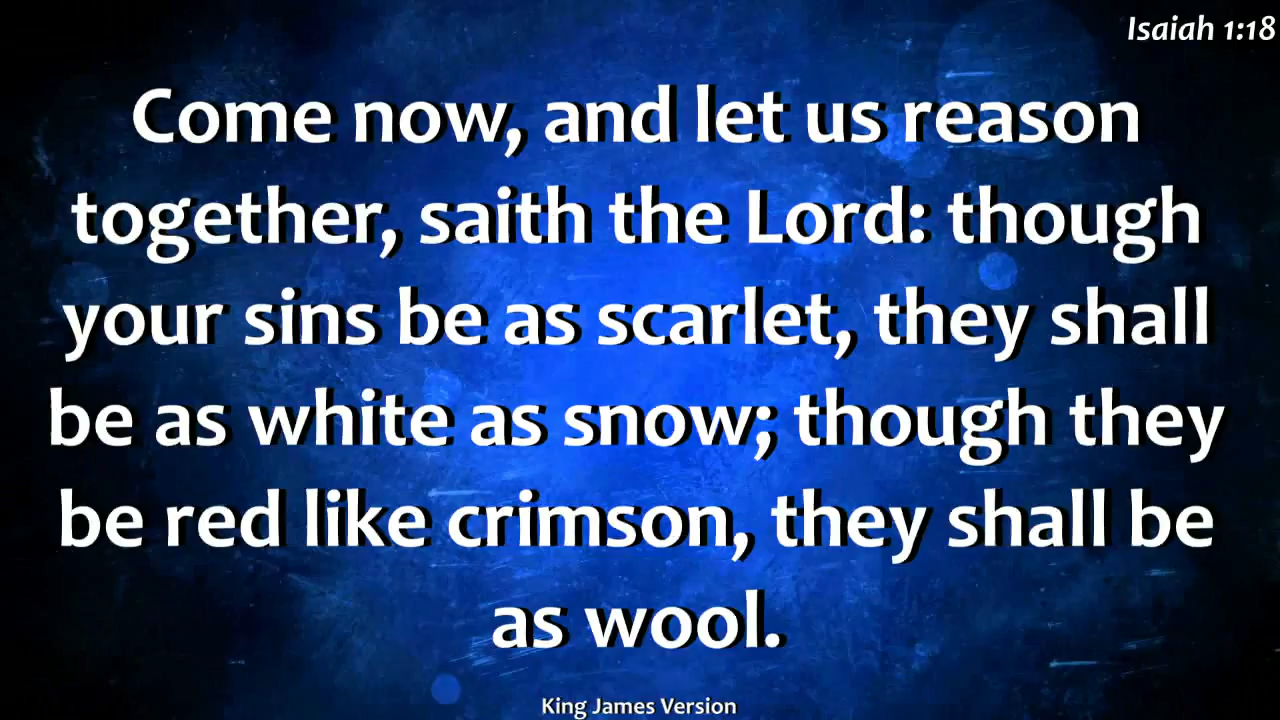 Isaiah 1:18
Come now, and let us reason
together, saith the Lord: though
your sins be as scarlet, they shall
be as white as snow; though they
be red like crimson, they shall be
as wool.
King James Version